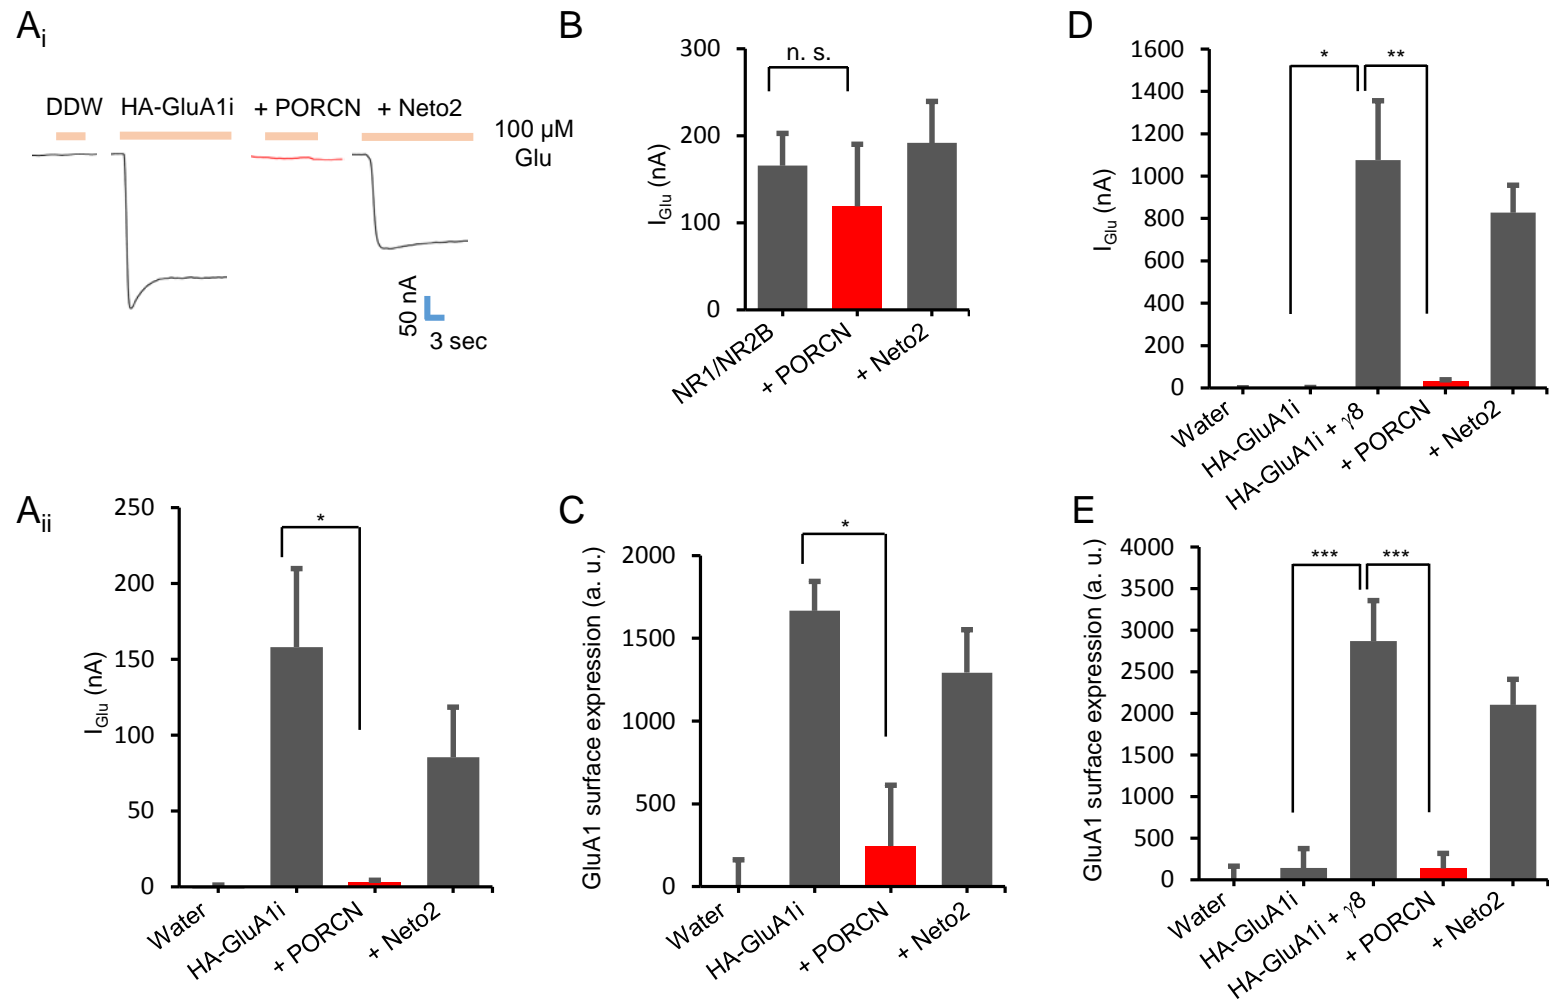 Ai
DDW HA-GluA1i + PORCN + Neto2
100 µM
Glu
50 nA
3 sec
B
300
200
100
0
IGlu (nA)
n. s.
NR1/NR2B
+ PORCN
+ Neto2
D
1600
1400
1200
1000
800
600
400
200
0
IGlu (nA)
* **
Water
HA-GluA1i
HA-GluA1i + γ8
+ PORCN
+ Neto2
Aii
250
200
150
100
50
0
IGlu (nA)
*
Water
HA-GluA1i
+ PORCN
+ Neto2
C
2000
1500
1000
500
0
GluA1 surface expression (a. u.)
*
Water
HA-GluA1i
+ PORCN
+ Neto2
E
4000
3500
3000
2500
2000
1500
1000
500
0
GluA1 surface expression (a. u.)
*** ***
Water
HA-GluA1i
HA-GluA1i + γ8
+ PORCN
+ Neto2